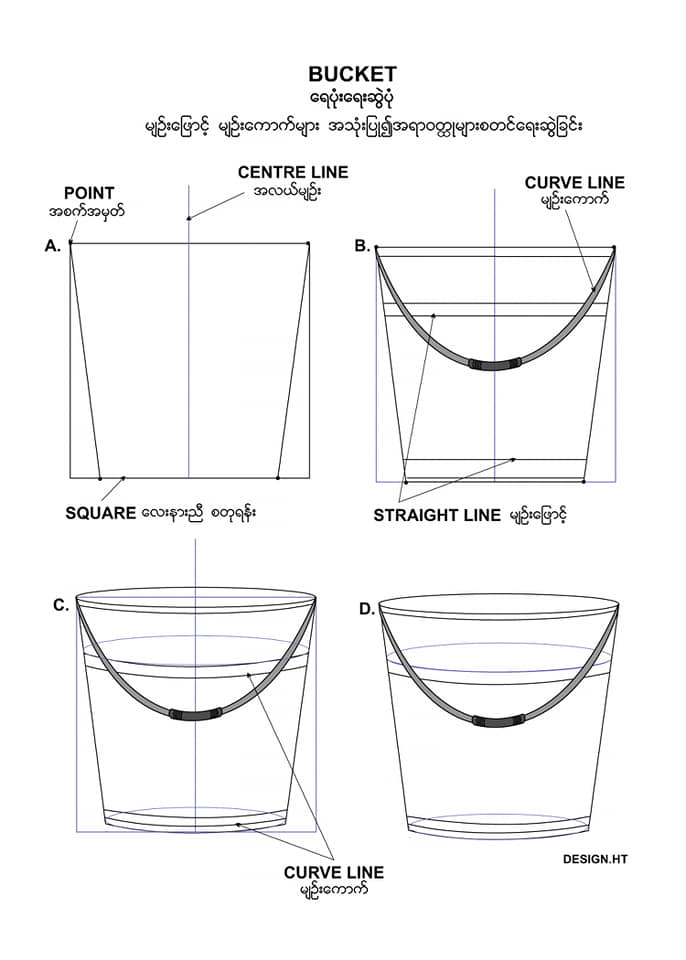 BUCKET
ရေပုံးရေးဆွဲပုံ
မျဉ်းဖြောင့် မျဉ်းကောက်များ အသုံးပြု၍အရာဝတ္ထုများစတင်ရေးဆွဲခြင်း
CENTRE LINE
အလယ်မျဉ်း
POINT
အစက်အမှတ်
CURVE LINE
မျဉ်းကောက်
A.
B.
SQUARE လေးနားညီ စတုရန်း
STRAIGHT LINE မျဉ်းဖြောင့်
C.
D.
CURVE LINE
မျဉ်းကောက်
DESIGN.HT